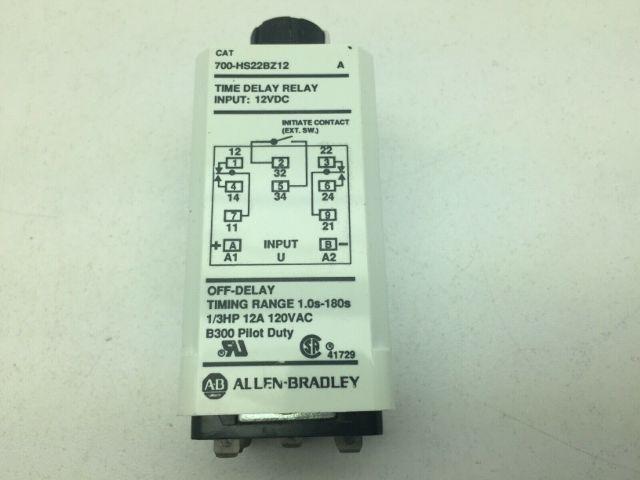 CAT
700-HS22BZ12 A
TIME DELAY RELAY
INPUT: 12VDC
INITIATE CONTACT
(EXT. SW.)
12 22
1 2 3
32
4 5 6
14 34 24
7 9
11 21
+ A INPUT B −
A1 U A2
OFF-DELAY
TIMING RANGE 1.0s-180s
1/3HP 12A 120VAC
B300 Pilot Duty
RU ® SA ®
41729
AB ALLEN-BRADLEY